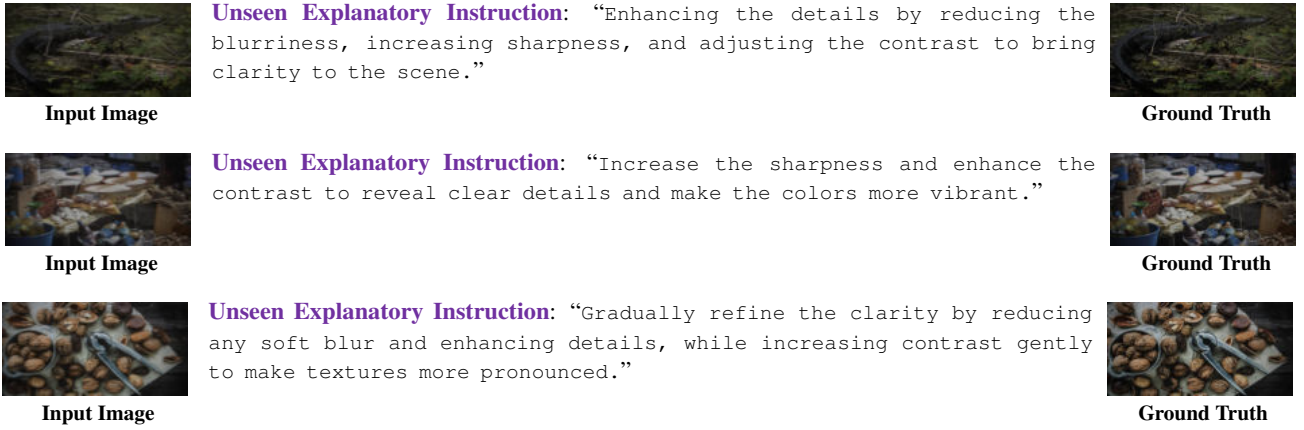 Unseen Explanatory Instruction: “Enhancing the details by reducing the
blurriness, increasing sharpness, and adjusting the contrast to bring
clarity to the scene.”
Input Image
Ground Truth
Unseen Explanatory Instruction: “Increase the sharpness and enhance the
contrast to reveal clear details and make the colors more vibrant.”
Input Image
Ground Truth
Unseen Explanatory Instruction: “Gradually refine the clarity by reducing
any soft blur and enhancing details, while increasing contrast gently
to make textures more pronounced.”
Input Image
Ground Truth